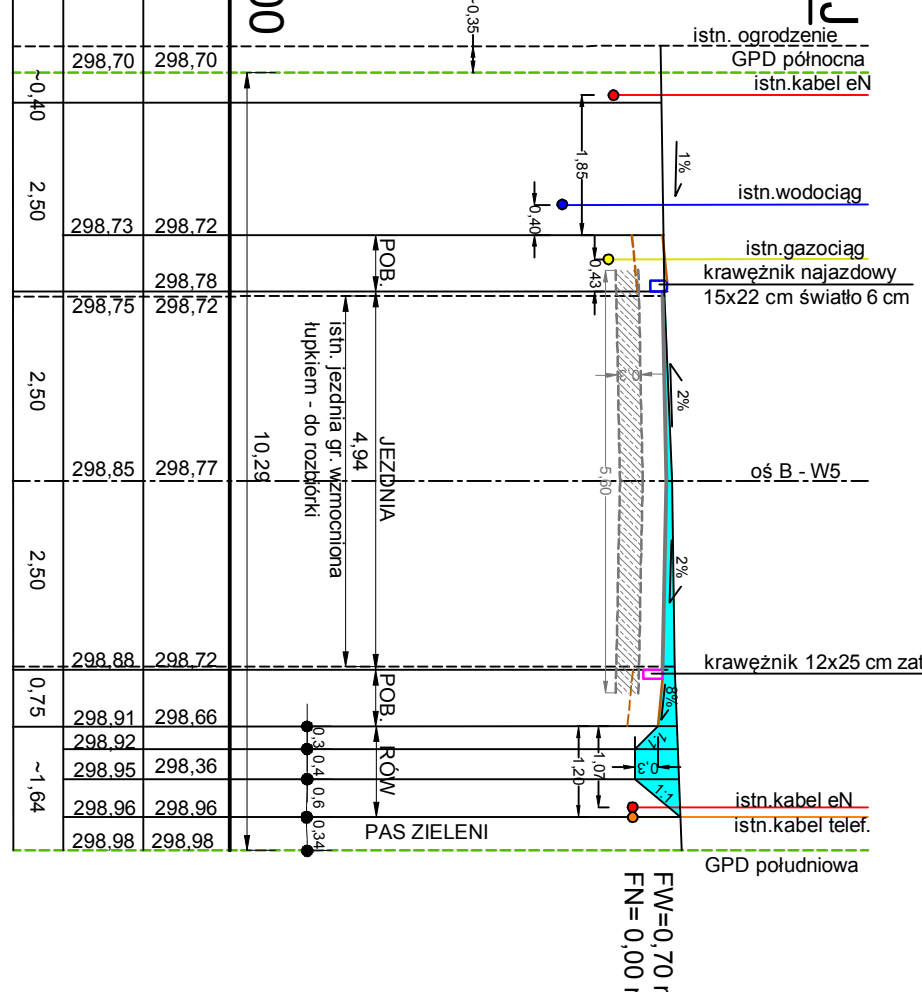 00
J
~0,35
istn. ogrodzenie
GPD północna
istn.kabel eN
istn.wodociąg
istn.gazociąg
krawężnik najazdowy
15x22 cm światło 6 cm
oś B - W5
krawężnik 12x25 cm zat
istn.kabel eN
istn.kabel telef.
GPD południowa
1%
2%
2%
8%
1:1
1:1
0,3
1,85
0,40
0,43
5,60
1,07
1,20
POB.
JEZDNIA
4,94
istn. jezdnia gr. wzmocniona
łupkiem - do rozbiórki
10,29
POB.
RÓW
0,3
0,4
0,6
0,34
PAS ZIELENI
298,70 298,70
298,73 298,72
298,78
298,75 298,72
298,85 298,77
298,88 298,72
298,91 298,66
298,92
298,95 298,36
298,96 298,96
298,98 298,98
~0,40
2,50
2,50
2,50
0,75
~1,64
FW=0,70
FN= 0,00